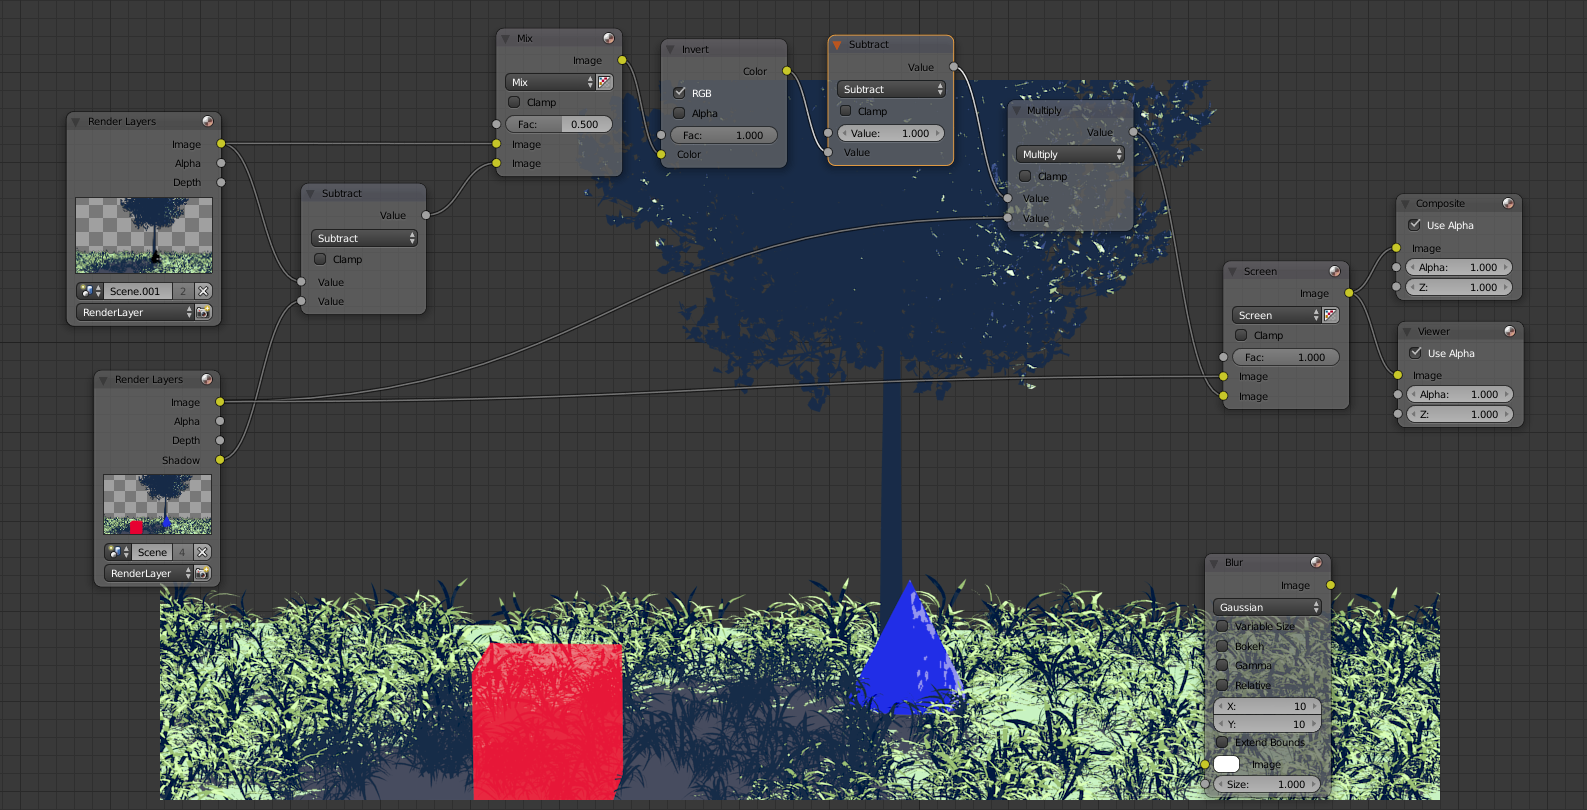 Render Layers
Image
Alpha
Depth
Scene.001 2
RenderLayer
Render Layers
Image
Alpha
Depth
Shadow
Scene 4
RenderLayer
Subtract
Value
Subtract
Clamp
Value
Value
Mix
Image
Mix
Clamp
Fac: 0.500
Image
Image
Invert
Color
RGB
Alpha
Fac: 1.000
Color
Subtract
Value
Subtract
Clamp
Value: 1.000
Value
Multiply
Value
Multiply
Clamp
Value
Value
Screen
Image
Screen
Clamp
Fac: 1.000
Image
Image
Composite
Use Alpha
Image
Alpha: 1.000
Z: 1.000
Viewer
Use Alpha
Image
Alpha: 1.000
Z: 1.000
Blur
Image
Gaussian
Variable Size
Bokeh
Gamma
Relative
X: 10
Y: 10
Extend Bounds
Image
Size: 1.000